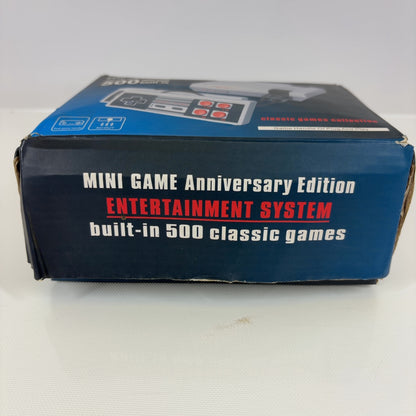 500
classic games collection
MINI GAME Anniversary Edition
ENTERTAINMENT SYSTEM
built-in 500 classic games